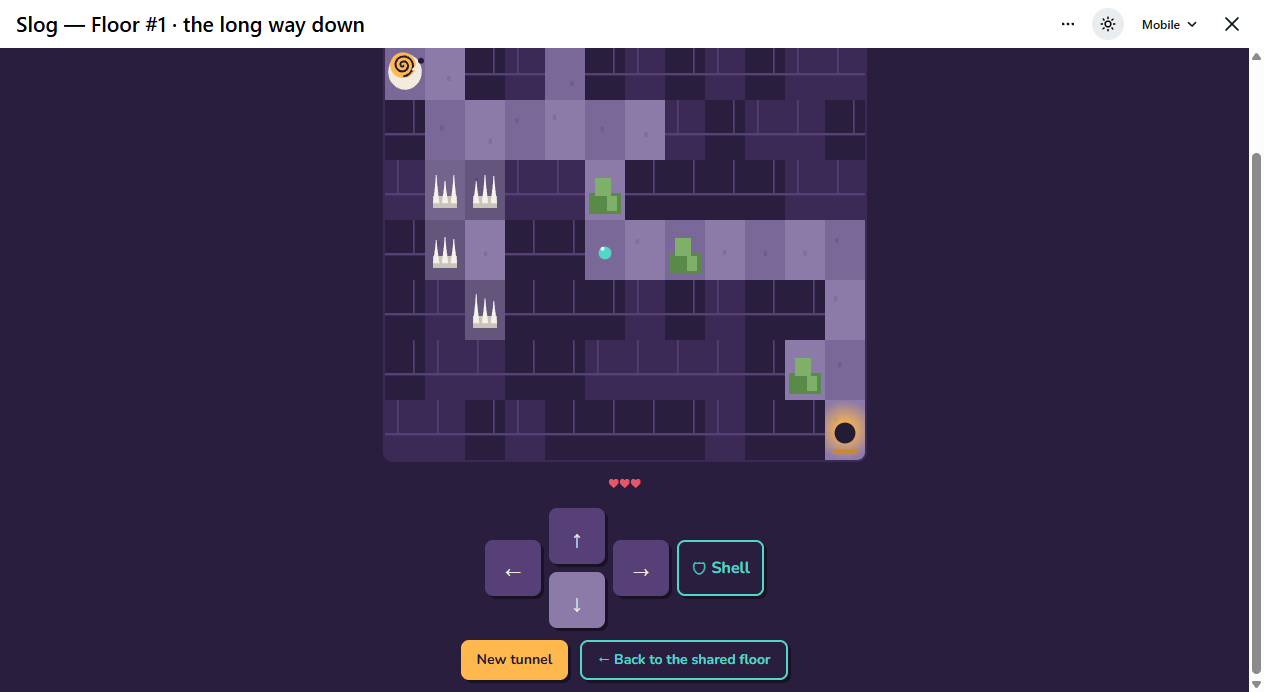 Slog — Floor #1 · the long way down
Mobile
↑
← → Shell
↓
New tunnel ← Back to the shared floor